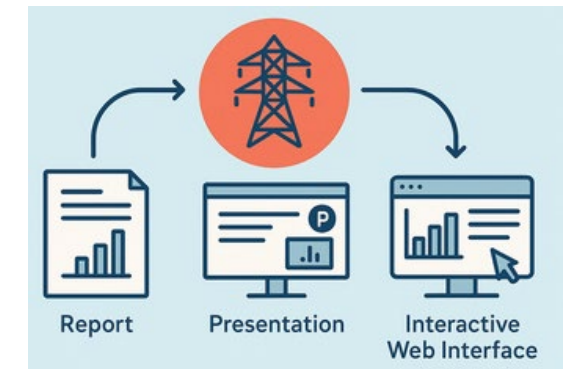 P
Report
Presentation
Interactive
Web Interface